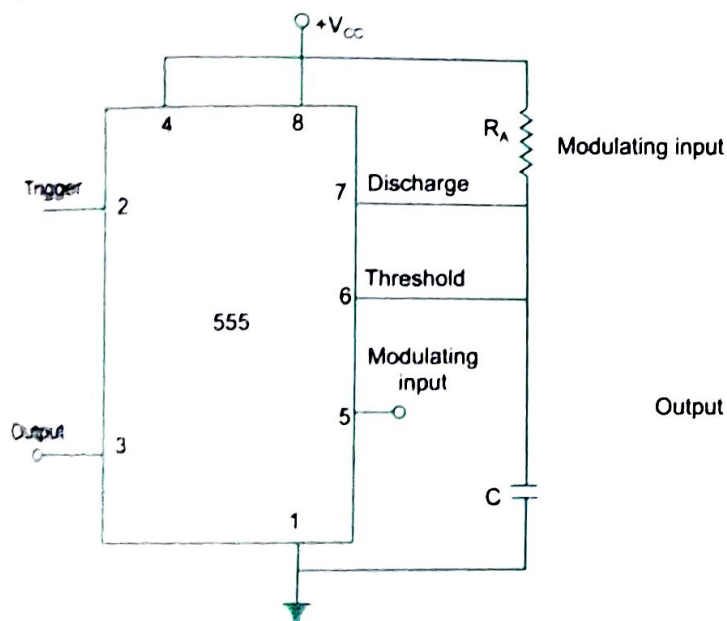 +Vcc
4
8
RA
Modulating input
Trigger
2
7
Discharge
6
Threshold
555
Modulating
input
5
Output
Output
3
C
1